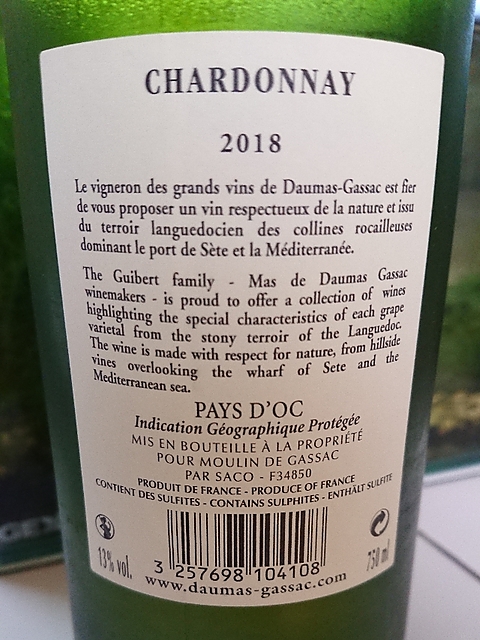 CHARDONNAY
2018
Le vigneron des grands vins de Daumas-Gassac est fier
de vous proposer un vin respectueux de la nature et issu
du terroir languedocien des collines rocailleuses
dominant le port de Sète et la Méditerranée.
The Guibert family - Mas de Daumas Gassac
winemakers - is proud to offer a collection of wines
highlighting the special characteristics of each grape
varietal from the stony terroir of the Languedoc.
The wine is made with respect for nature, from hillside
vines overlooking the wharf of Sete and the
Mediterranean sea.
PAYS D'OC
Indication Géographique Protégée
MIS EN BOUTEILLE À LA PROPRIÉTÉ
POUR MOULIN DE GASSAC
PAR SACO - F34850
PRODUIT DE FRANCE - PRODUCE OF FRANCE
CONTIENT DES SULFITES - CONTAINS SULPHITES - ENTHÄLT SULFITE
13% vol.
3 257698 104108
750 ml
www.daumas-gassac.com